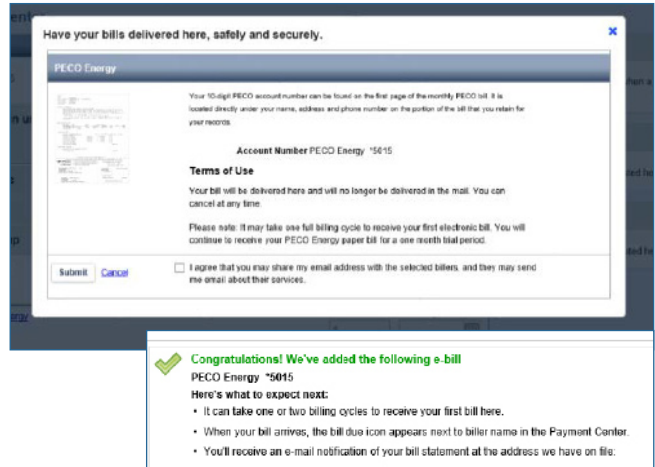 Have your bills delivered here, safely and securely.
PECO Energy
Your 10-digit PECO account number can be found on the first page of the monthly PECO bill. It is
located directly under your name, address and phone number on the portion of the bill that you retain for
your records.
Account Number PECO Energy *5015
Terms of Use
Your bill will be delivered here and will no longer be delivered in the mail. You can
cancel at any time.
Please note: It may take one full billing cycle to receive your first electronic bill. You will
continue to receive your PECO Energy paper bill for a one month trial period.
Submit Cancel
I agree that you may share my email address with the selected billers, and they may send
me email about their services.
Congratulations! We've added the following e-bill
PECO Energy *5015
Here's what to expect next:
• It can take one or two billing cycles to receive your first bill here.
• When your bill arrives, the bill due icon appears next to biller name in the Payment Center.
• You'll receive an e-mail notification of your bill statement at the address we have on file: